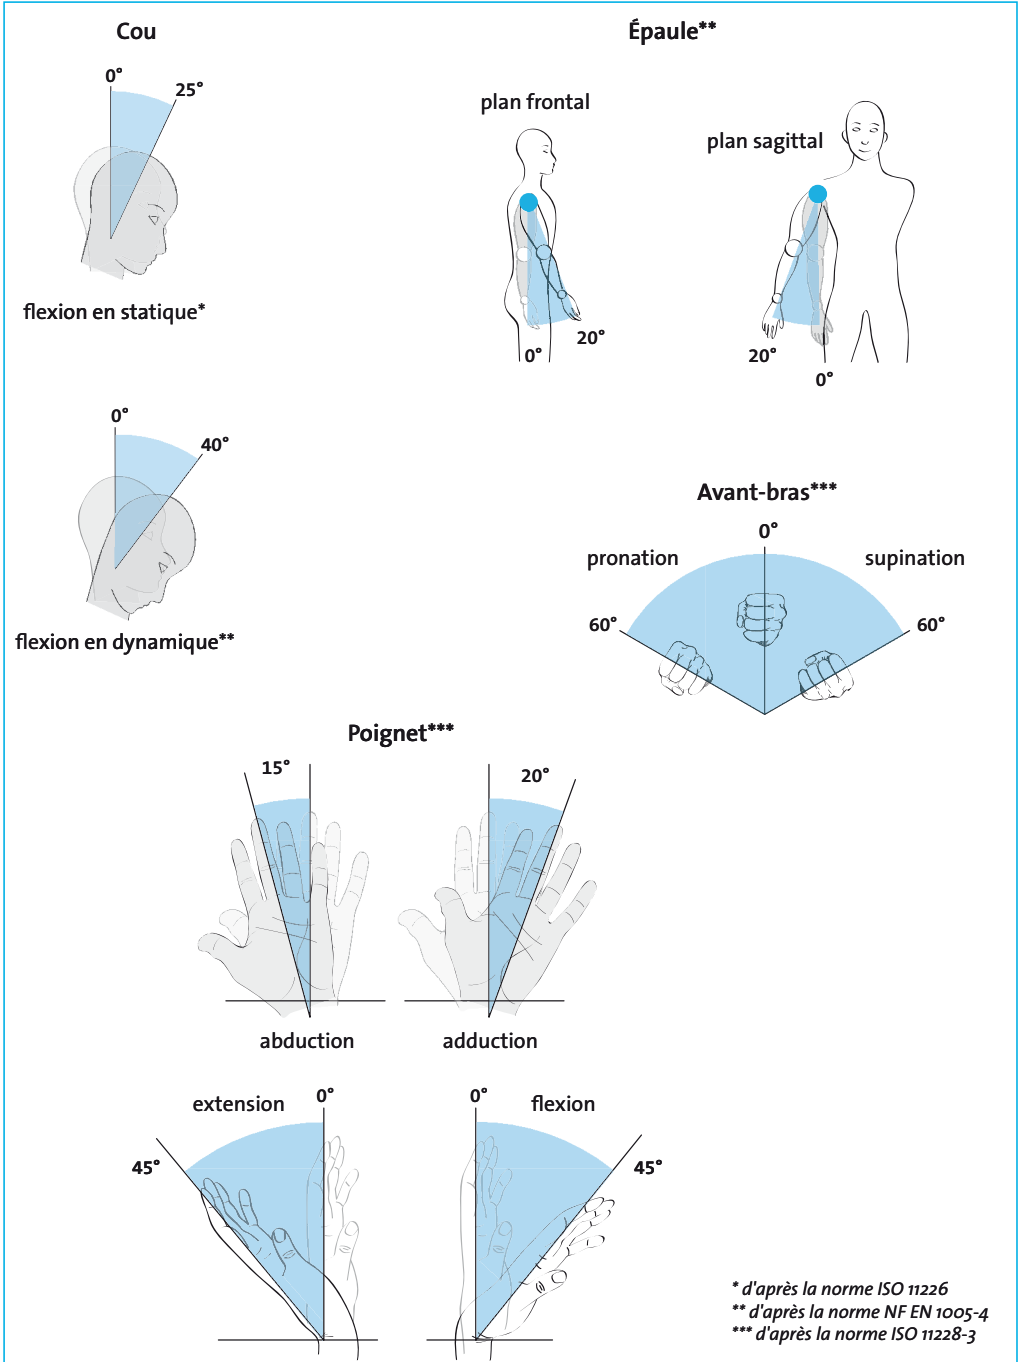 Cou
0°
25°
flexion en statique*
0°
40°
flexion en dynamique**
Épaule**
plan frontal
0°
20°
plan sagittal
20°
0°
Avant-bras***
0°
pronation
supination
60°
60°
Poignet***
15°
20°
abduction
adduction
extension
0°
45°
0°
flexion
45°
* d'après la norme ISO 11226
** d'après la norme NF EN 1005-4
*** d'après la norme ISO 11228-3